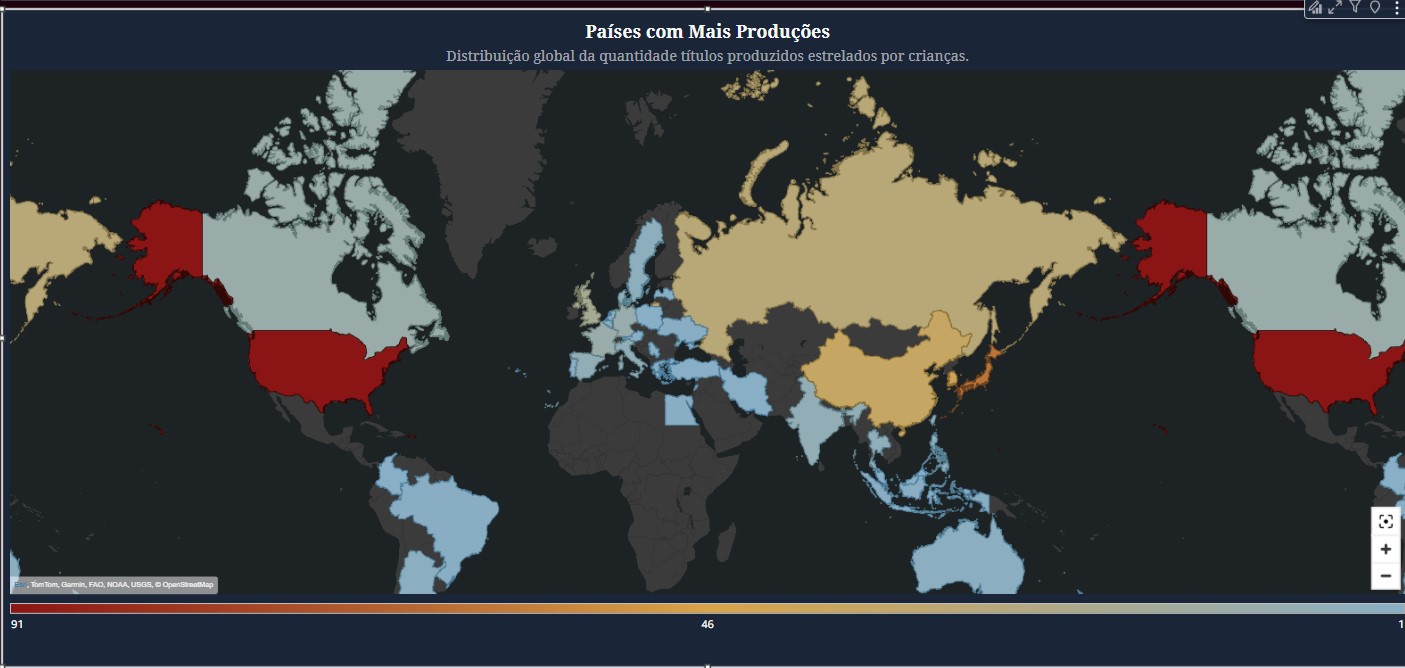 Países com Mais Produções
Distribuição global da quantidade títulos produzidos estrelados por crianças.
Esri, TomTom, Garmin, FAO, NOAA, USGS, © OpenStreetMap
91 46 1